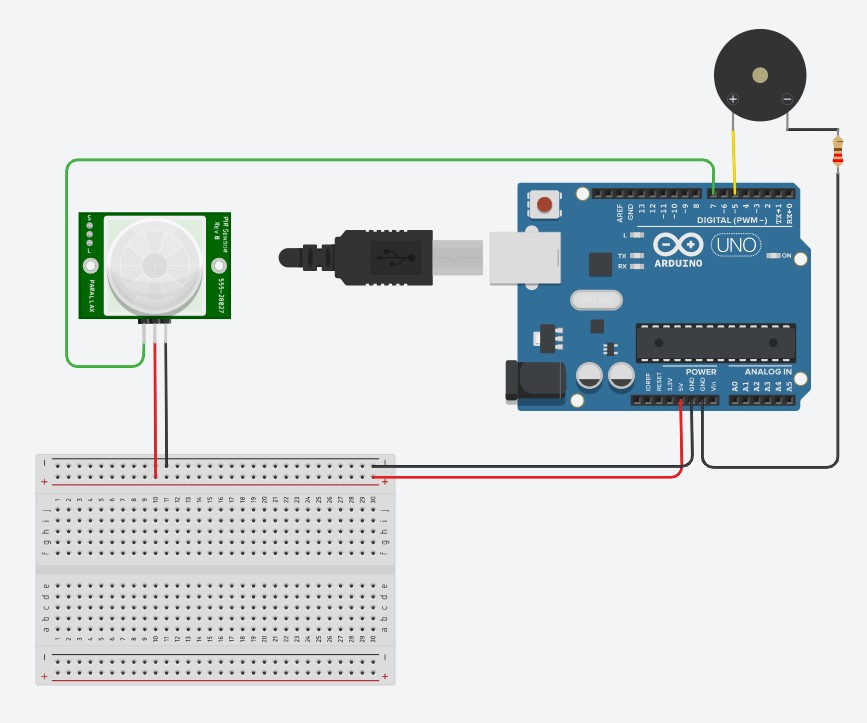 + −
7 −6 −5 4 −3 2 TX→1 RX←0
AREF GND 13 12 −11 −10 −9 8
DIGITAL (PWM~)
L
TX
RX
ARDUINO
UNO
ON
PIR Sensor
Rev B
555-28027
PARALLAX
S
L
POWER
ANALOG IN
IOREF RESET 3.3V 5V GND GND Vin
A0 A1 A2 A3 A4 A5
− −
+ +
1 2 3 4 5 6 7 8 9 10 11 12 13 14 15 16 17 18 19 20 21 22 23 24 25 26 27 28 29 30
j j
i i
h h
g g
f f
e e
d d
c c
b b
a a
1 2 3 4 5 6 7 8 9 10 11 12 13 14 15 16 17 18 19 20 21 22 23 24 25 26 27 28 29 30
− −
+ +